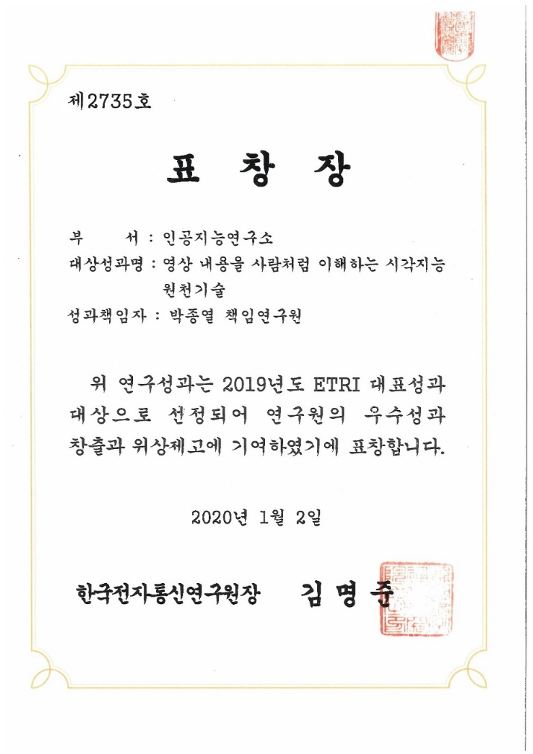 제2735호
표 창 장
부 서 : 인공지능연구소
대상성과명 : 영상 내용을 사람처럼 이해하는 시각지능
원천기술
성과책임자 : 박종열 책임연구원
위 연구성과는 2019년도 ETRI 대표성과
대상으로 선정되어 연구원의 우수성과
창출과 위상제고에 기여하였기에 표창합니다.
2020년 1월 2일
한국전자통신연구원장 김 명 준